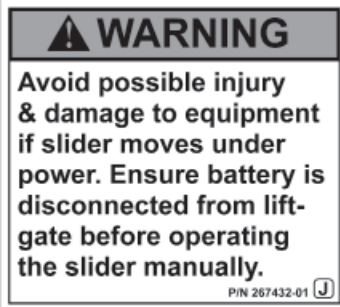 WARNING
Avoid possible injury
& damage to equipment
if slider moves under
power. Ensure battery is
disconnected from lift-
gate before operating
the slider manually.
P/N 267432-01 J